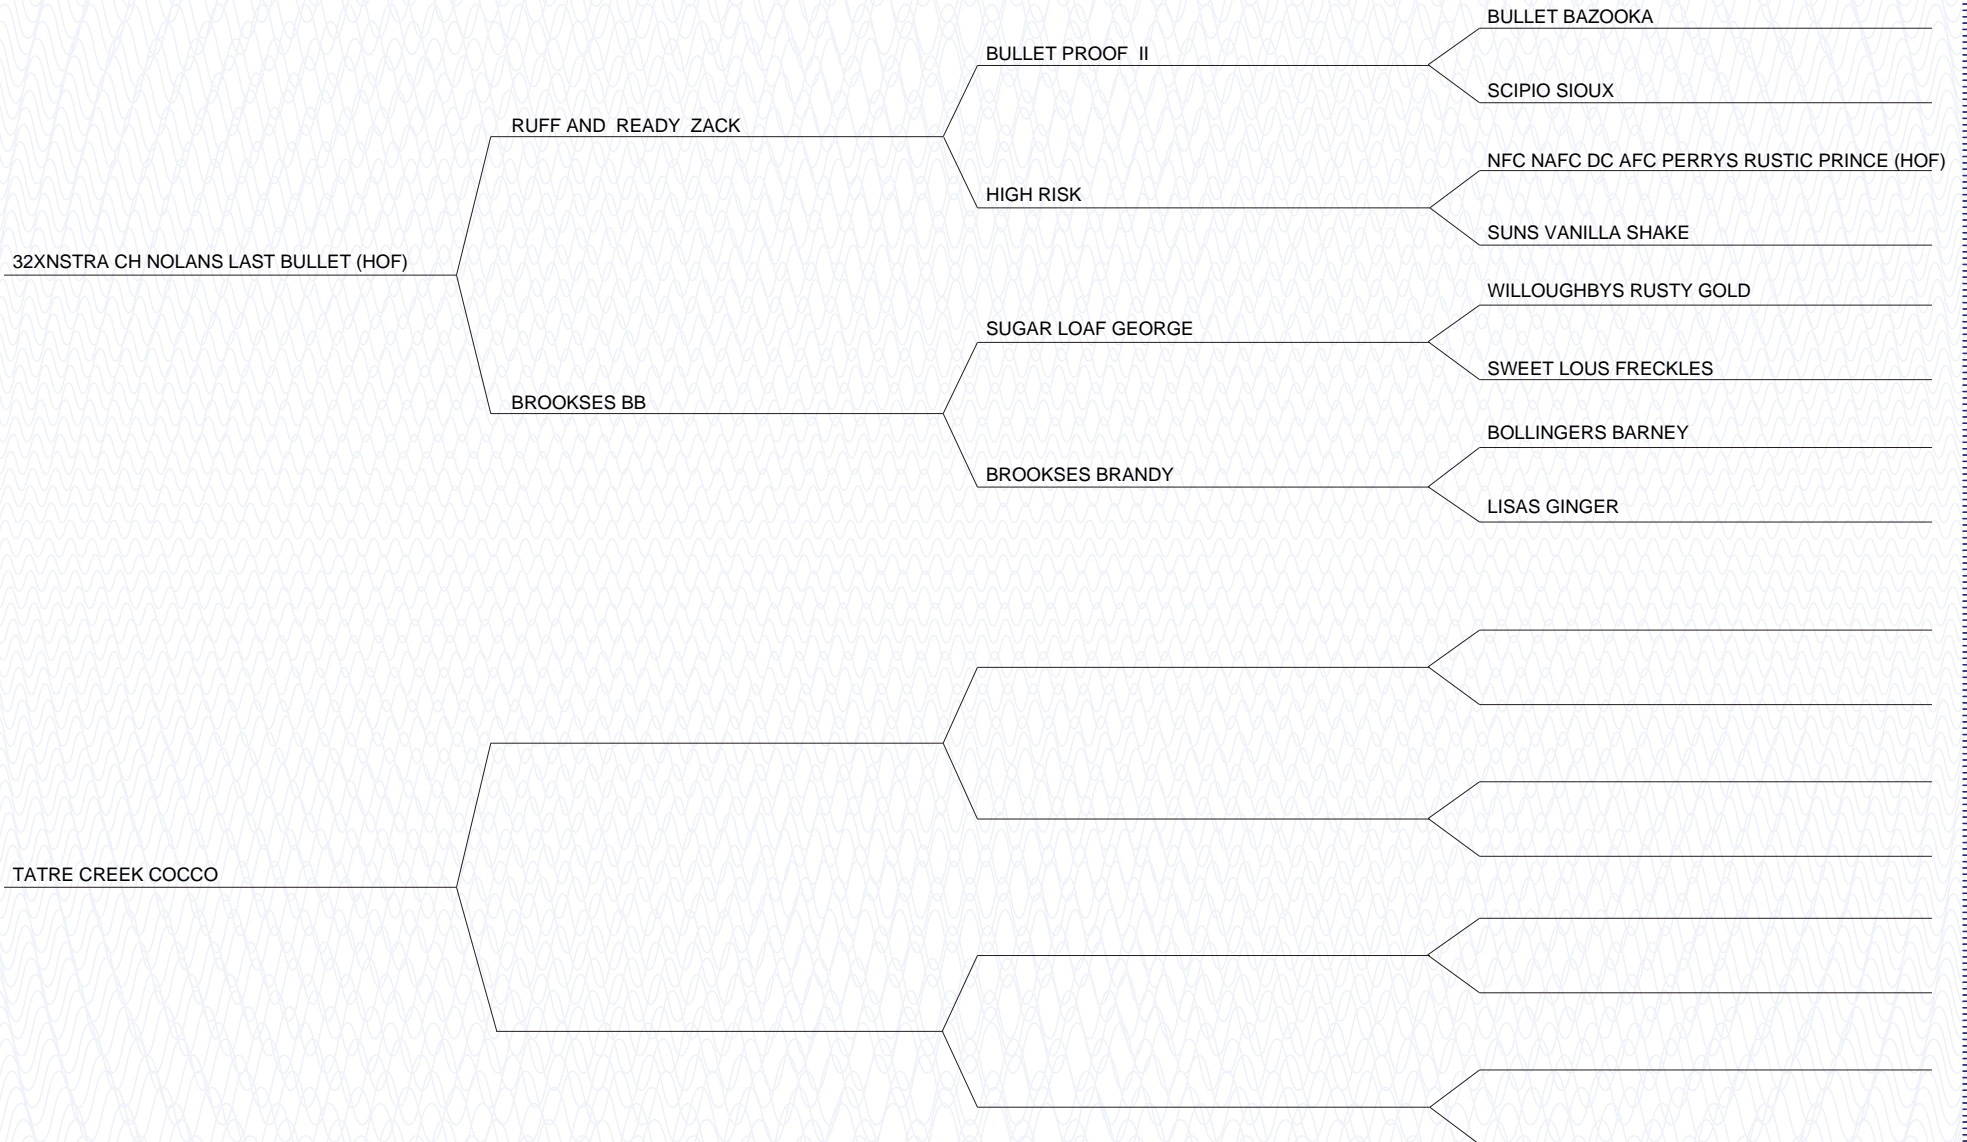 BULLET BAZOOKA
BULLET PROOF  II
SCIPIO SIOUX
RUFF AND  READY  ZACK
NFC NAFC DC AFC PERRYS RUSTIC PRINCE (HOF)
HIGH RISK
SUNS VANILLA SHAKE
32XNSTRA CH NOLANS LAST BULLET (HOF)
WILLOUGHBYS RUSTY GOLD
SUGAR LOAF GEORGE
SWEET LOUS FRECKLES
BROOKSES BB
BOLLINGERS BARNEY
BROOKSES BRANDY
LISAS GINGER
TATRE CREEK COCCO